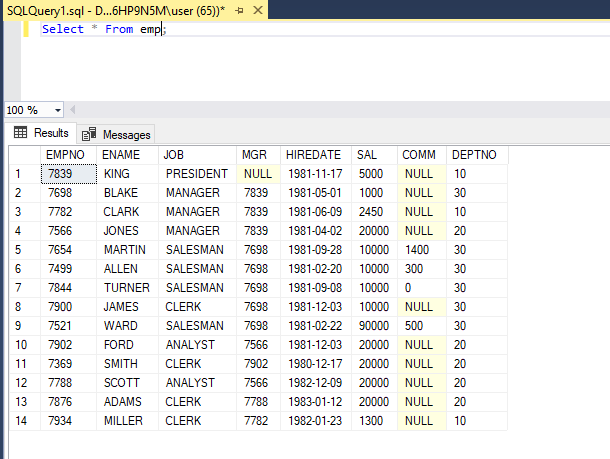 SQLQuery1.sql - D...6HP9N5M\user (65))*
Select * From emp;
100 %
Results Messages
EMPNO ENAME JOB MGR HIREDATE SAL COMM DEPTNO
1 7839 KING PRESIDENT NULL 1981-11-17 5000 NULL 10
2 7698 BLAKE MANAGER 7839 1981-05-01 1000 NULL 30
3 7782 CLARK MANAGER 7839 1981-06-09 2450 NULL 10
4 7566 JONES MANAGER 7839 1981-04-02 20000 NULL 20
5 7654 MARTIN SALESMAN 7698 1981-09-28 10000 1400 30
6 7499 ALLEN SALESMAN 7698 1981-02-20 10000 300 30
7 7844 TURNER SALESMAN 7698 1981-09-08 10000 0 30
8 7900 JAMES CLERK 7698 1981-12-03 10000 NULL 30
9 7521 WARD SALESMAN 7698 1981-02-22 90000 500 30
10 7902 FORD ANALYST 7566 1981-12-03 20000 NULL 20
11 7369 SMITH CLERK 7902 1980-12-17 20000 NULL 20
12 7788 SCOTT ANALYST 7566 1982-12-09 20000 NULL 20
13 7876 ADAMS CLERK 7788 1983-01-12 20000 NULL 20
14 7934 MILLER CLERK 7782 1982-01-23 1300 NULL 10